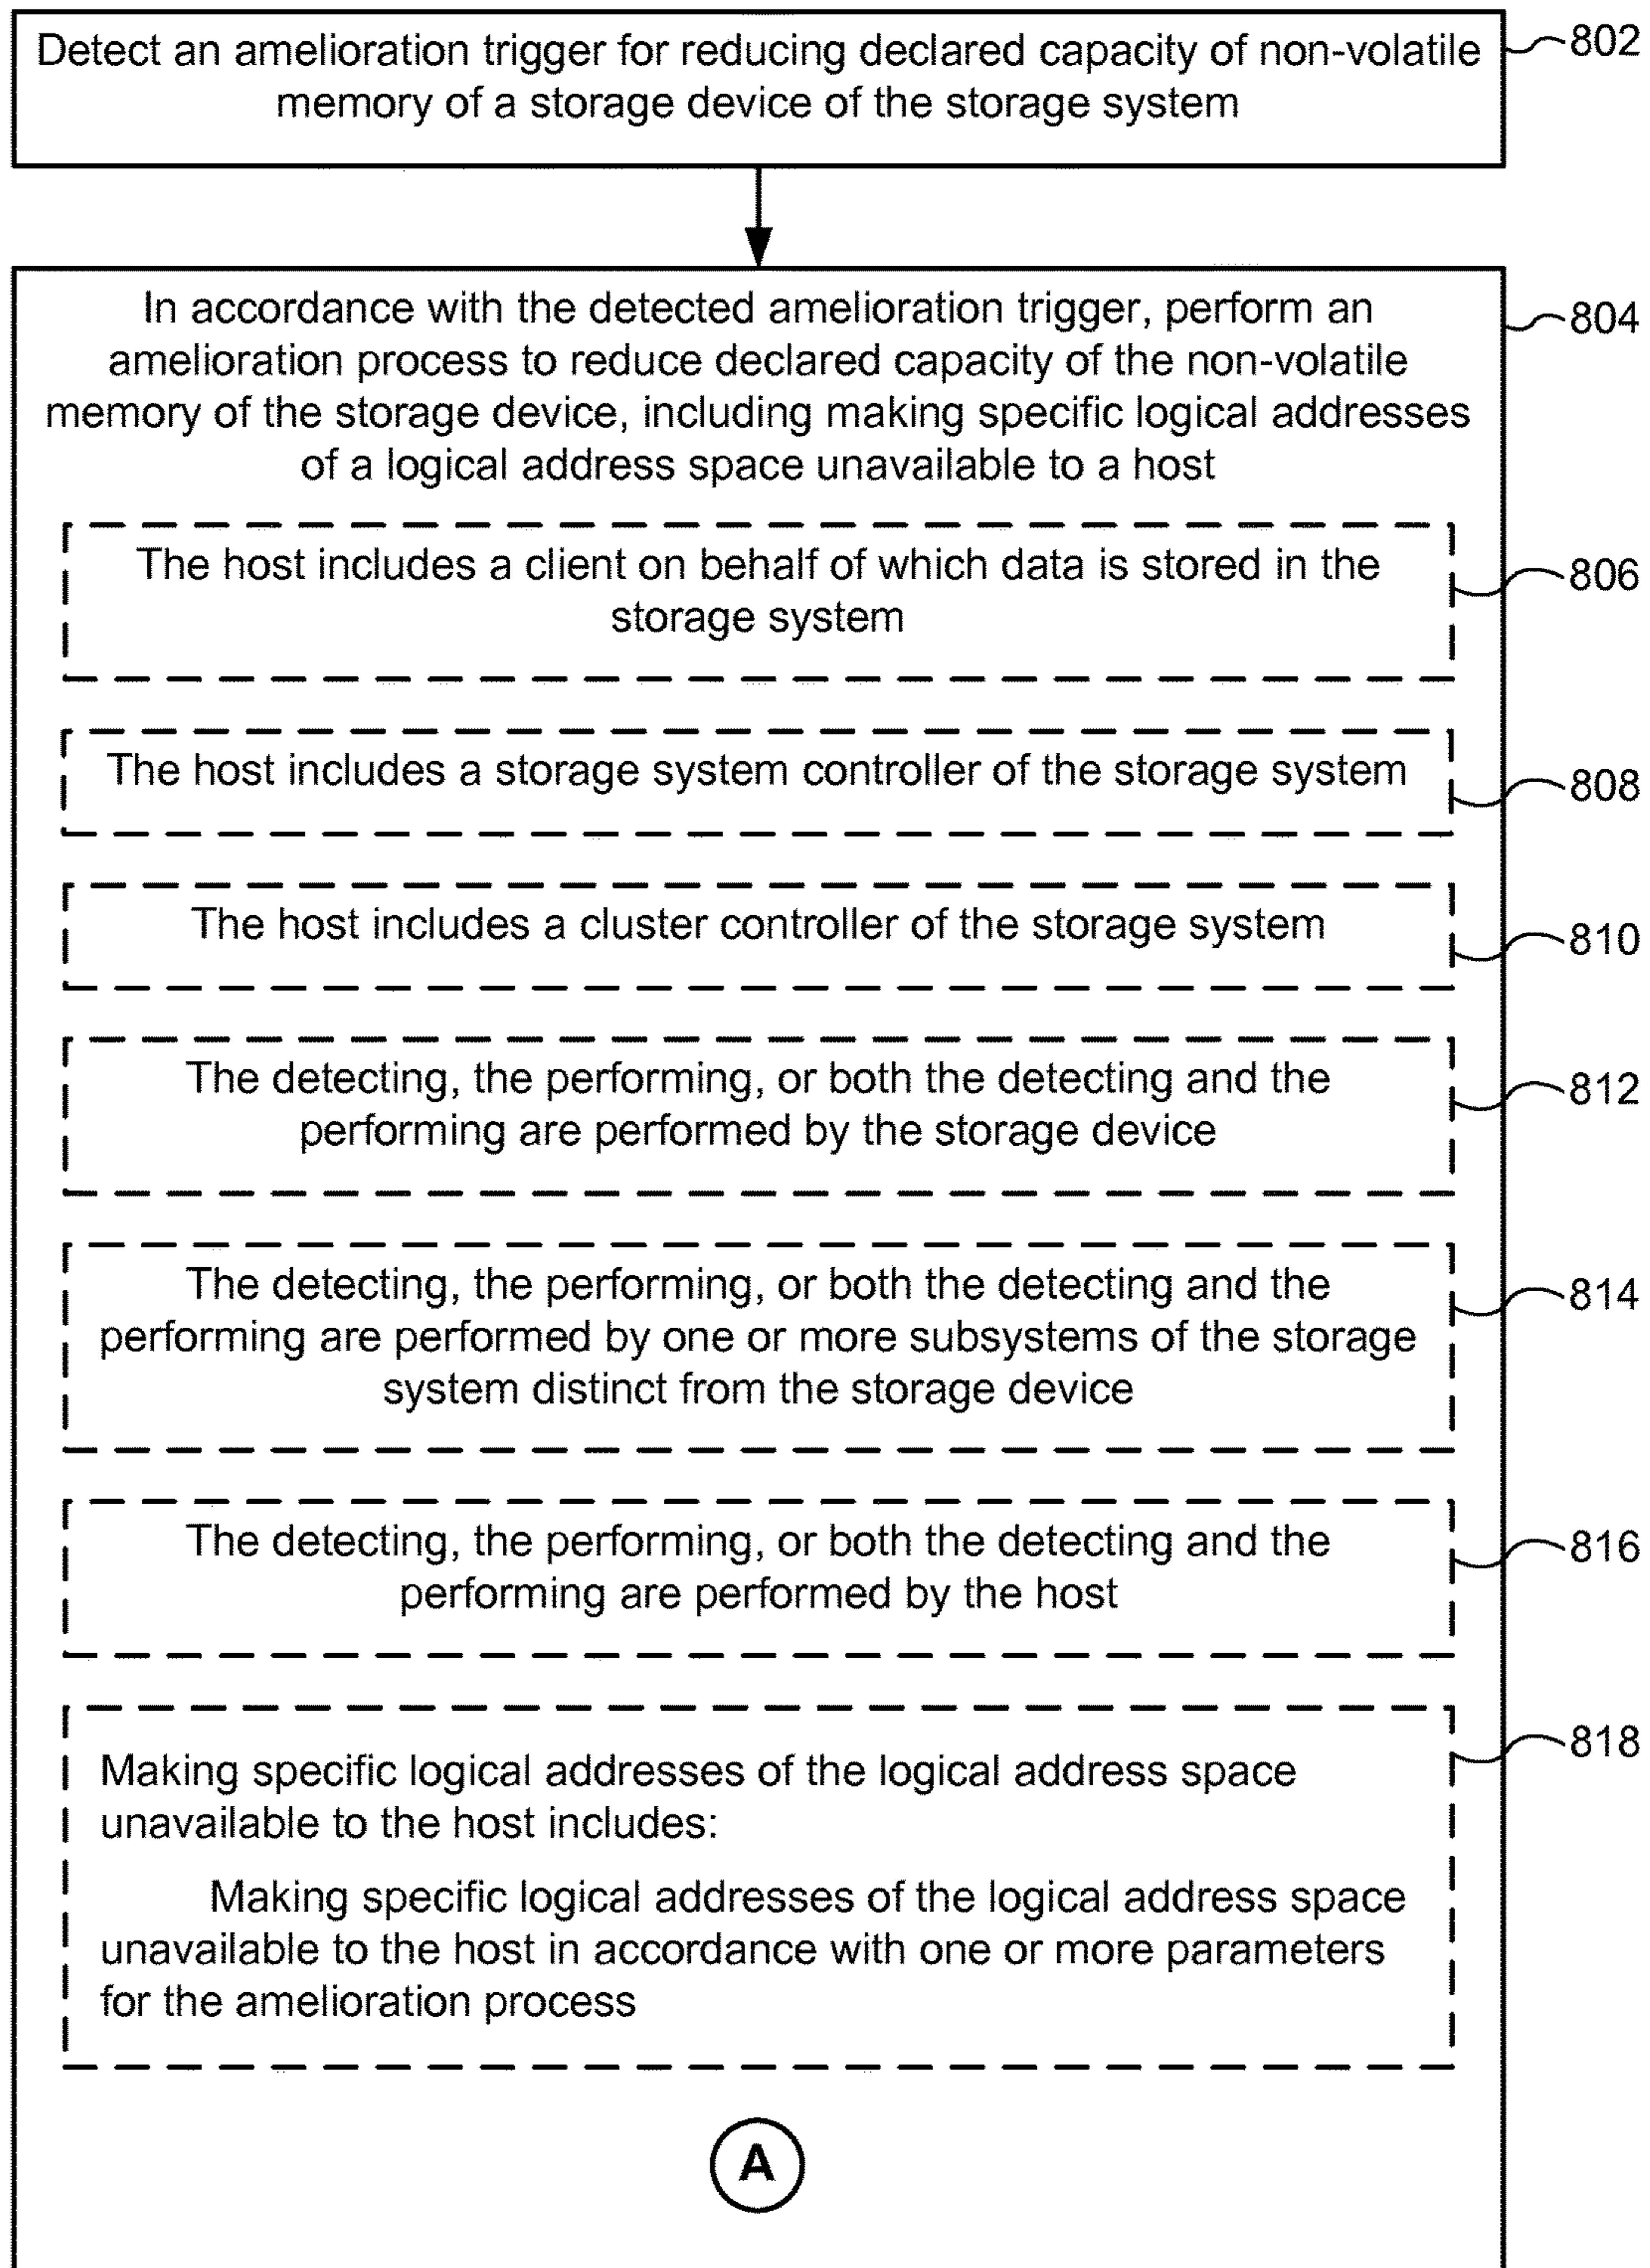 Detect an amelioration trigger for reducing declared capacity of non-volatile
memory of a storage device of the storage system
802
In accordance with the detected amelioration trigger, perform an
amelioration process to reduce declared capacity of the non-volatile
memory of the storage device, including making specific logical addresses
of a logical address space unavailable to a host
804
The host includes a client on behalf of which data is stored in the
storage system
806
The host includes a storage system controller of the storage system
808
The host includes a cluster controller of the storage system
810
The detecting, the performing, or both the detecting and the
performing are performed by the storage device
812
The detecting, the performing, or both the detecting and the
performing are performed by one or more subsystems of the storage
system distinct from the storage device
814
The detecting, the performing, or both the detecting and the
performing are performed by the host
816
Making specific logical addresses of the logical address space
unavailable to the host includes:
Making specific logical addresses of the logical address space
unavailable to the host in accordance with one or more parameters
for the amelioration process
818
A